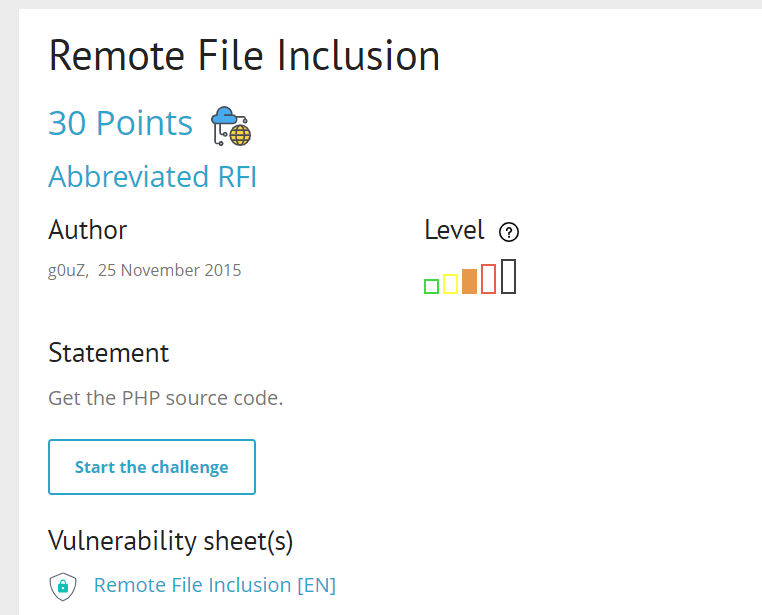 Remote File Inclusion
30 Points
Abbreviated RFI
Author
Level ?
g0uZ, 25 November 2015
Statement
Get the PHP source code.
Start the challenge
Vulnerability sheet(s)
Remote File Inclusion [EN]